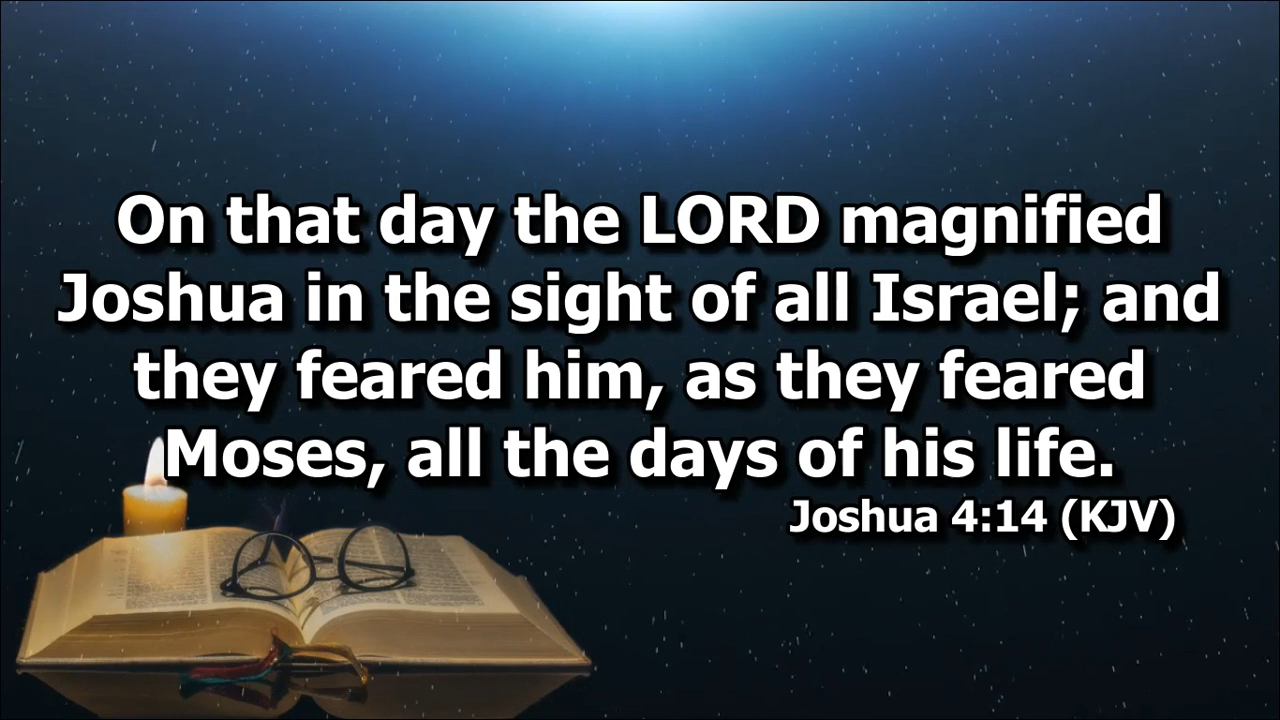 On that day the LORD magnified
Joshua in the sight of all Israel; and
they feared him, as they feared
Moses, all the days of his life.
Joshua 4:14 (KJV)